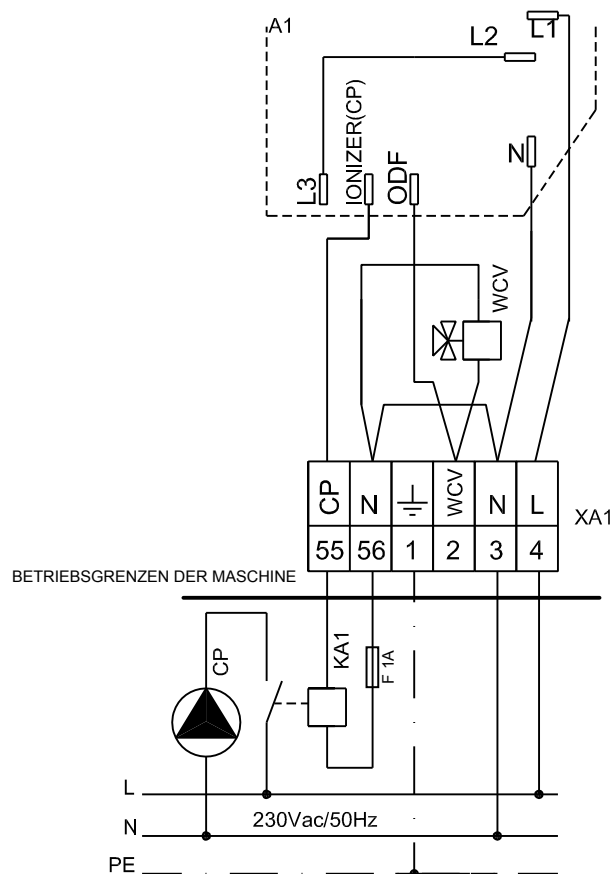 A1
L1
L2
IONIZER(CP)
N
L3
ODF
WCV
CP N WCV N L
XA1
55 56 1 2 3 4
BETRIEBSGRENZEN DER MASCHINE
CP
KA1
F 1A
L
230Vac/50Hz
N
PE